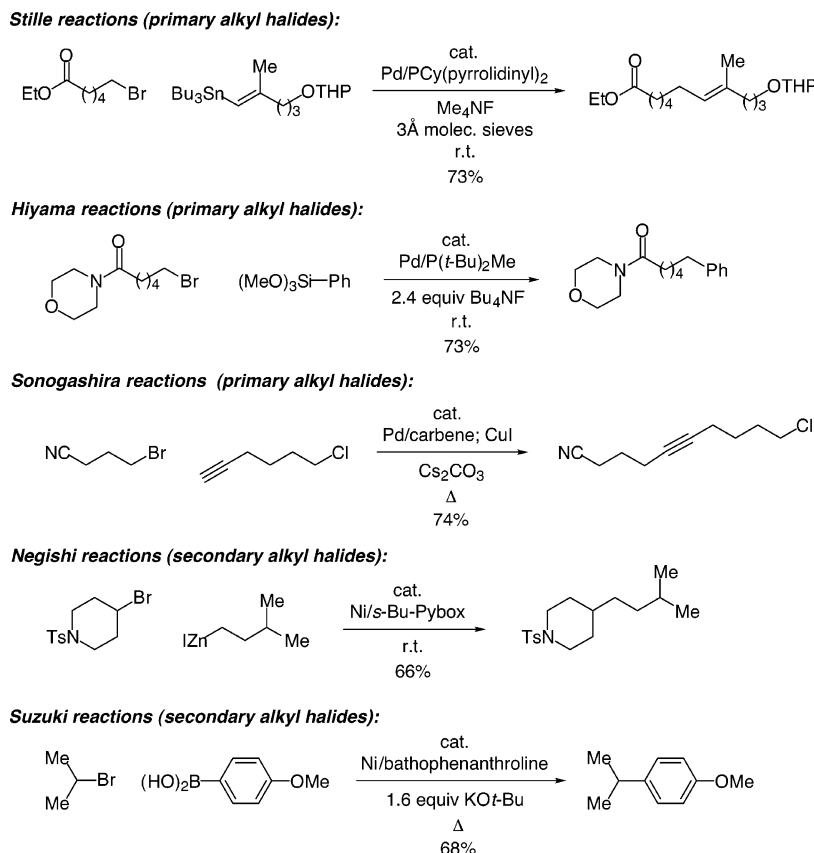 Stille reactions (primary alkyl halides):
O
EtO
( )4
Br
Bu3Sn
Me
( )3
OTHP
cat.
Pd/PCy(pyrrolidinyl)2
Me4NF
3Å molec. sieves
r.t.
73%
O
EtO
( )4
Me
( )3
OTHP
Hiyama reactions (primary alkyl halides):
O
N
O
( )4
Br
(MeO)3Si—Ph
cat.
Pd/P(t-Bu)2Me
2.4 equiv Bu4NF
r.t.
73%
O
N
O
( )4
Ph
Sonogashira reactions (primary alkyl halides):
NC
Br
Cl
cat.
Pd/carbene; CuI
Cs2CO3
Δ
74%
NC
Cl
Negishi reactions (secondary alkyl halides):
Br
TsN
IZn
Me
Me
cat.
Ni/s-Bu-Pybox
r.t.
66%
TsN
Me
Me
Suzuki reactions (secondary alkyl halides):
Me
Br
Me
(HO)2B
OMe
cat.
Ni/bathophenanthroline
1.6 equiv KOt-Bu
Δ
68%
Me
Me
OMe